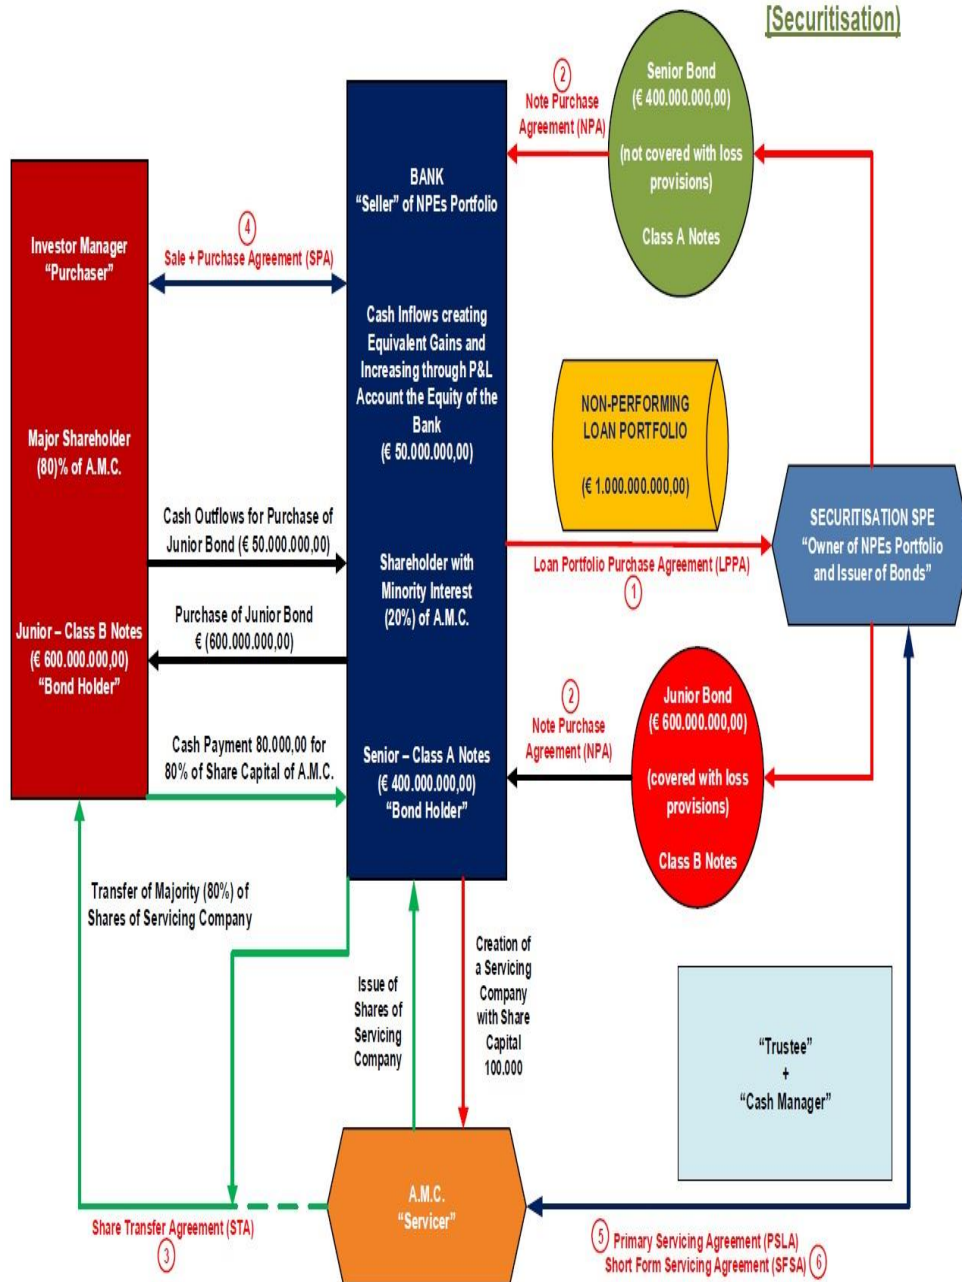 [Securitisation)
Senior Bond
(€ 400.000.000,00)
(not covered with loss
provisions)
Class A Notes
2
Note Purchase
Agreement (NPA)
BANK
“Seller” of NPEs Portfolio
Cash Inflows creating
Equivalent Gains and
Increasing through P&L
Account the Equity of the
Bank
(€ 50.000.000,00)
Shareholder with
Minority Interest
(20%) of A.M.C.
Senior – Class A Notes
(€ 400.000.000,00)
“Bond Holder”
Investor Manager
“Purchaser”
Major Shareholder
(80)% of A.M.C.
Junior – Class B Notes
(€ 600.000.000,00)
“Bond Holder”
4
Sale + Purchase Agreement (SPA)
Cash Outflows for Purchase of
Junior Bond (€ 50.000.000,00)
Purchase of Junior Bond
€ (600.000.000,00)
Cash Payment 80.000,00 for
80% of Share Capital of A.M.C.
NON-PERFORMING
LOAN PORTFOLIO
(€ 1.000.000.000,00)
Loan Portfolio Purchase Agreement (LPPA)
1
SECURITISATION SPE
“Owner of NPEs Portfolio
and Issuer of Bonds”
2
Note Purchase
Agreement (NPA)
Junior Bond
(€ 600.000.000,00)
(covered with loss
provisions)
Class B Notes
Transfer of Majority (80%) of
Shares of Servicing Company
Issue of
Shares of
Servicing
Company
Creation of
a Servicing
Company
with Share
Capital
100.000
“Trustee”
+
“Cash Manager”
A.M.C.
“Servicer”
Share Transfer Agreement (STA)
3
5 Primary Servicing Agreement (PSLA)
Short Form Servicing Agreement (SFSA) 6